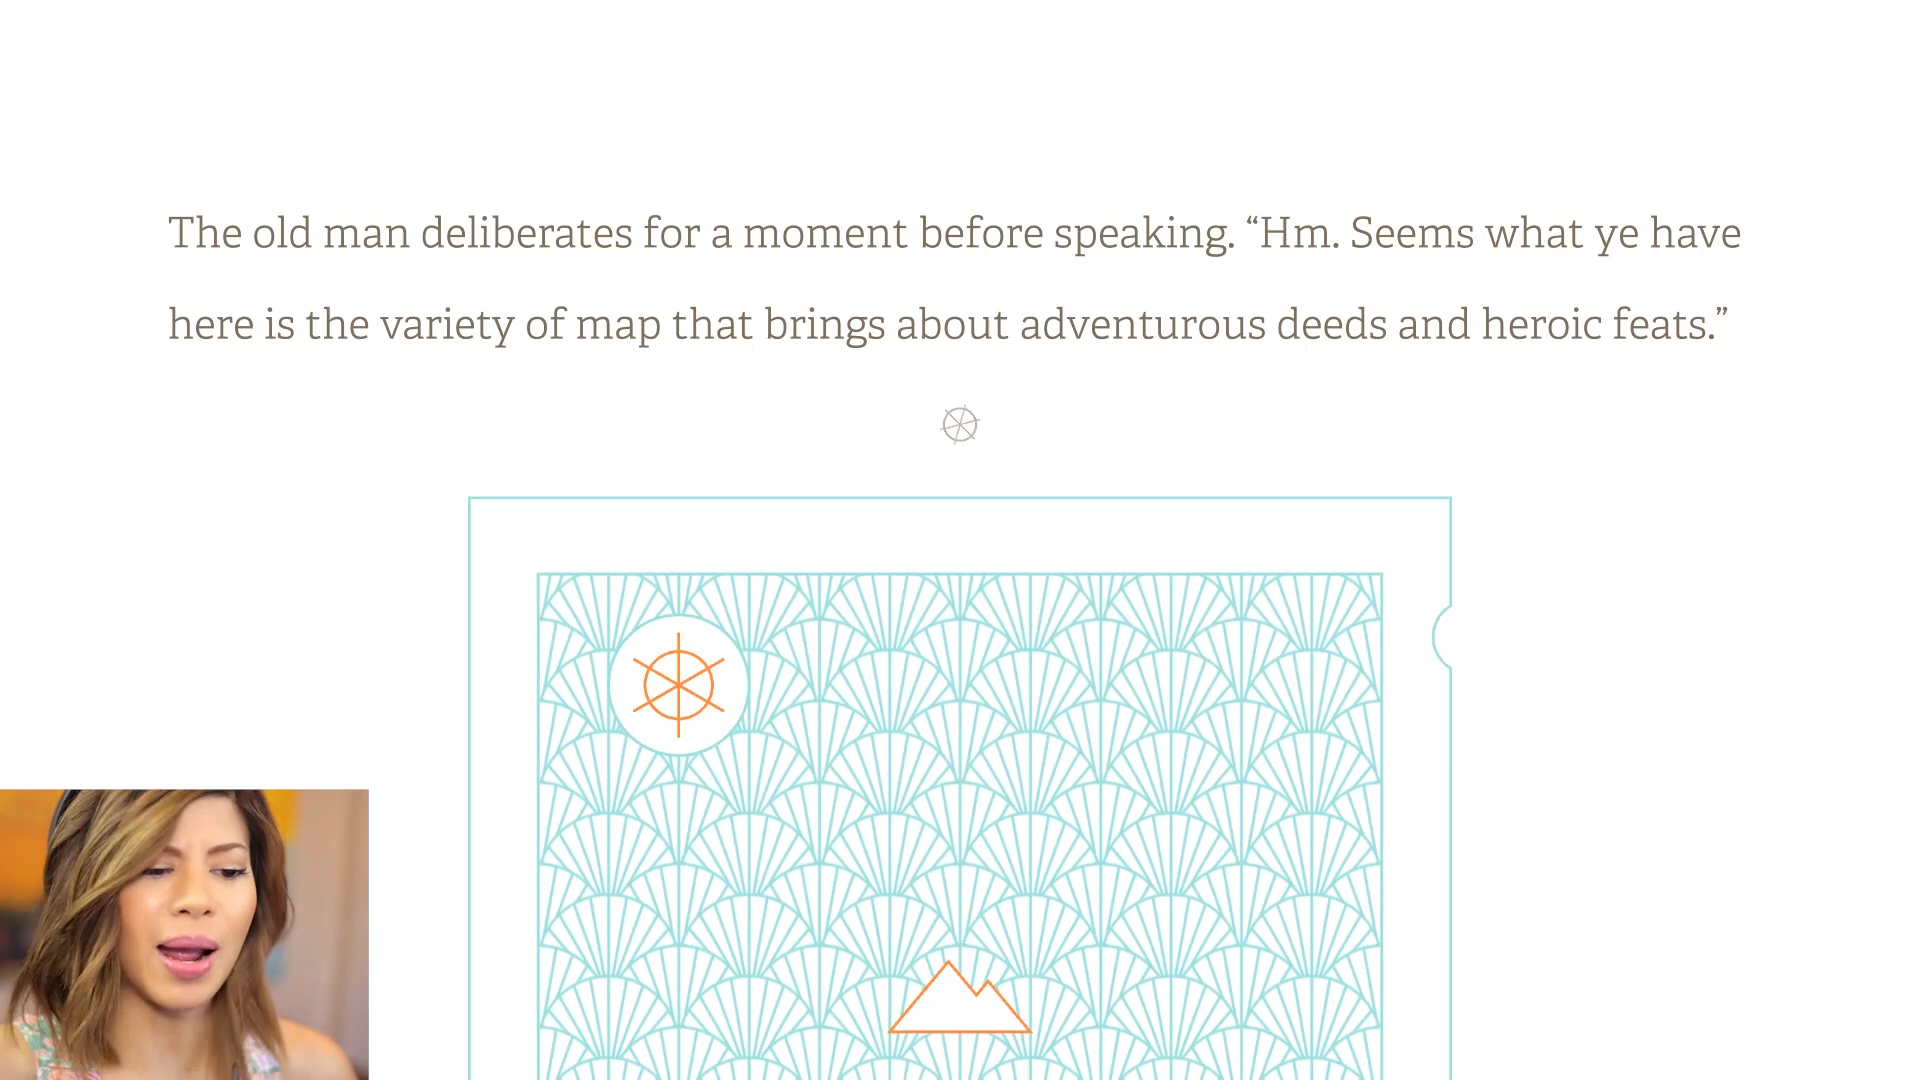 The old man deliberates for a moment before speaking. “Hm. Seems what ye have
here is the variety of map that brings about adventurous deeds and heroic feats.”